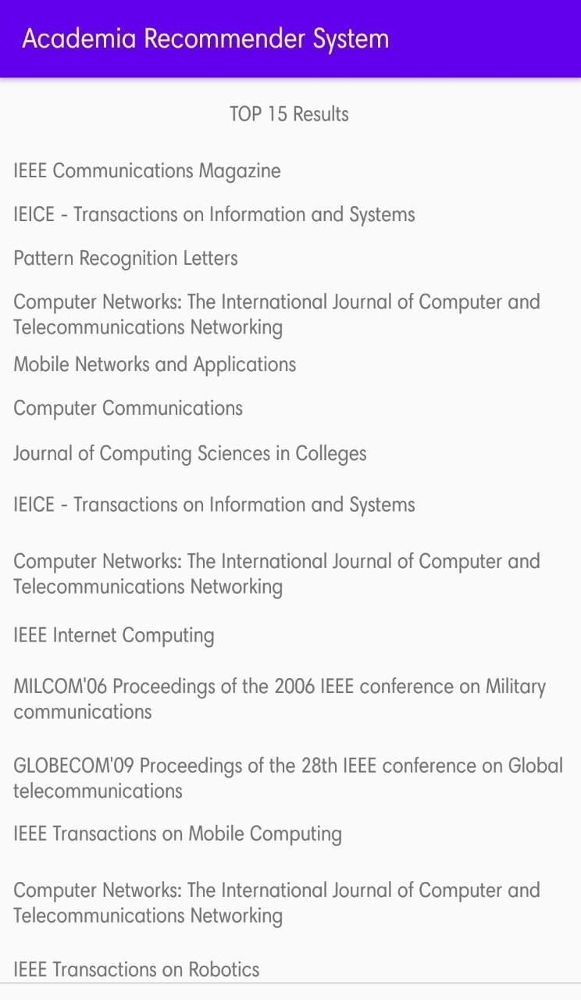 Academia Recommender System
TOP 15 Results
IEEE Communications Magazine
IEICE - Transactions on Information and Systems
Pattern Recognition Letters
Computer Networks: The International Journal of Computer and
Telecommunications Networking
Mobile Networks and Applications
Computer Communications
Journal of Computing Sciences in Colleges
IEICE - Transactions on Information and Systems
Computer Networks: The International Journal of Computer and
Telecommunications Networking
IEEE Internet Computing
MILCOM'06 Proceedings of the 2006 IEEE conference on Military
communications
GLOBECOM'09 Proceedings of the 28th IEEE conference on Global
telecommunications
IEEE Transactions on Mobile Computing
Computer Networks: The International Journal of Computer and
Telecommunications Networking
IEEE Transactions on Robotics